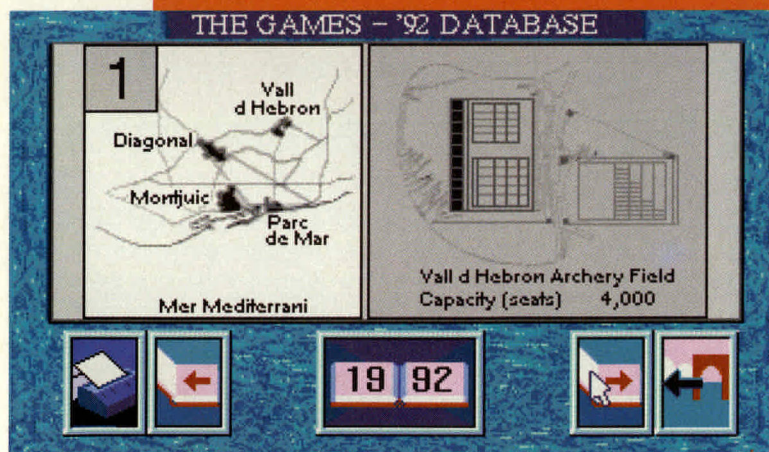 THE GAMES - '92 DATABASE
1
Vall
d Hebron
Diagonal
Montjuic
Parc
de Mar
Mer Mediterrani
Vall d Hebron Archery Field
Capacity (seats) 4,000
19 92